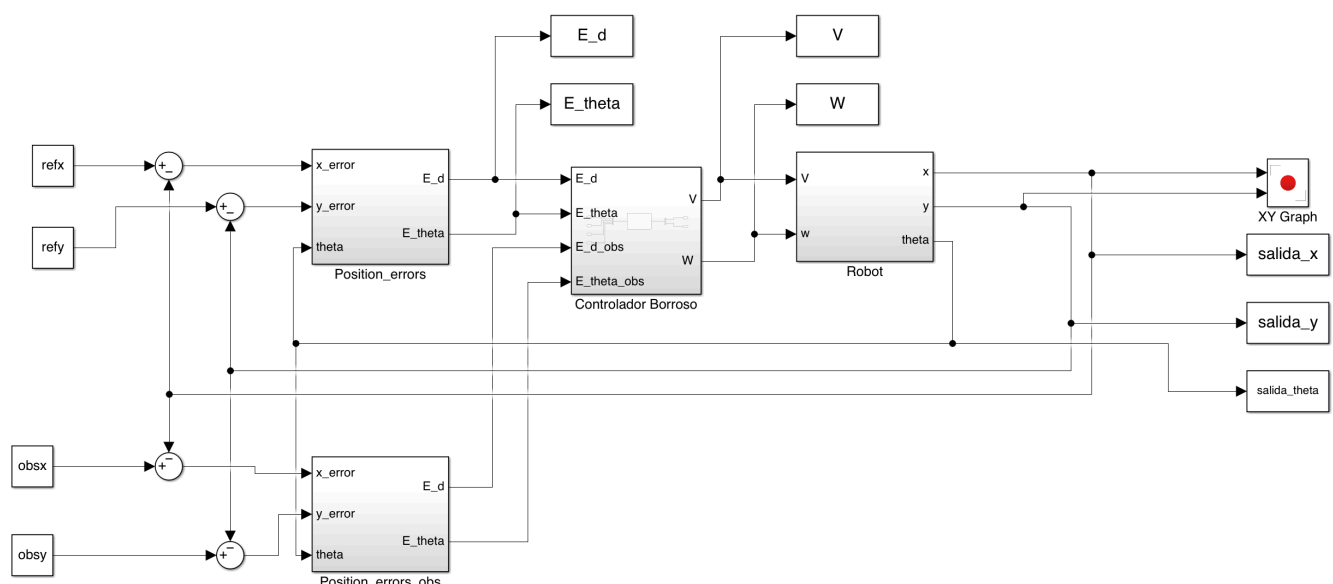 E_d
V
E_theta
W
refx
+
−
x_error
E_d
y_error
E_theta
theta
Position_errors
refy
+
−
E_d
V
E_theta
E_d_obs
W
E_theta_obs
Controlador Borroso
V
x
y
w
theta
Robot
XY Graph
salida_x
salida_y
salida_theta
obsx
+
−
x_error
E_d
y_error
E_theta
theta
Position_errors_obs
obsy
+
−